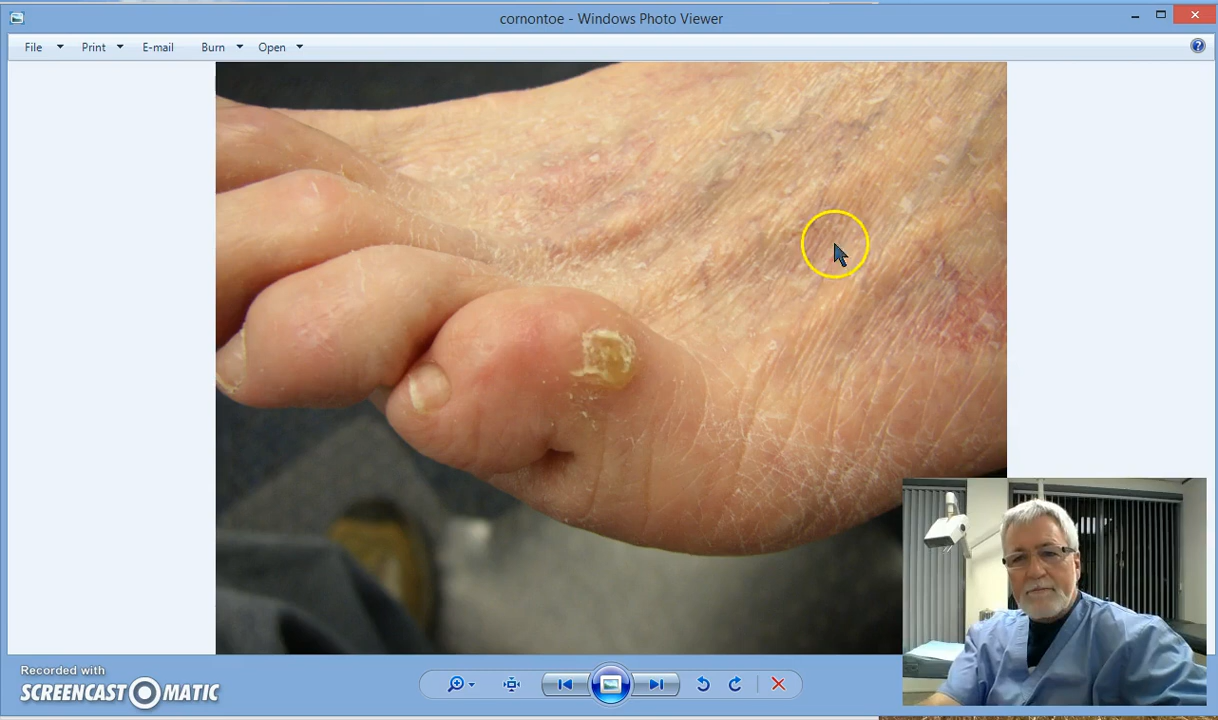 cornontoe - Windows Photo Viewer
File Print E-mail Burn Open
Recorded with
SCREENCAST MATIC